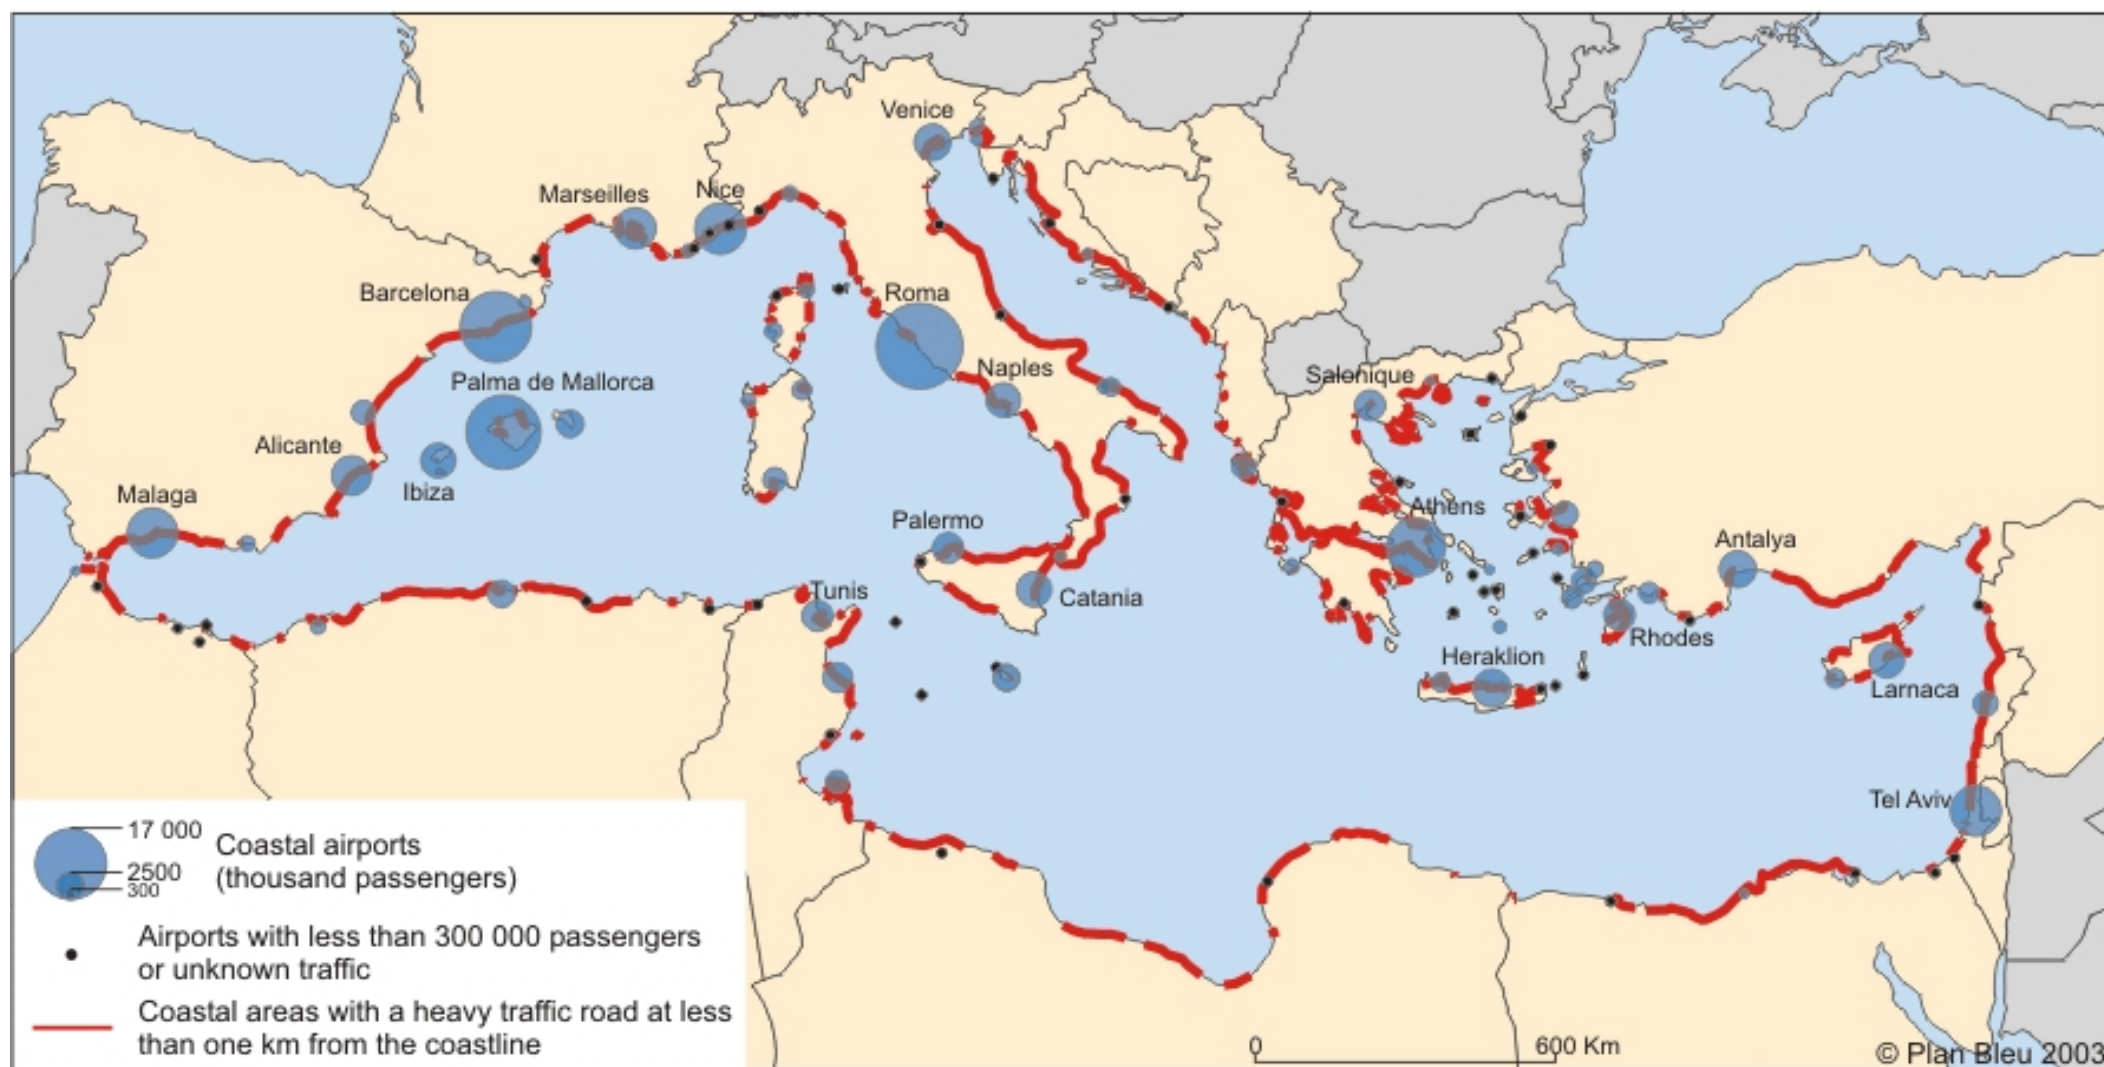 Venice
Marseilles
Nice
Barcelona
Roma
Palma de Mallorca
Naples
Salonique
Alicante
Ibiza
Malaga
Palermo
Athens
Antalya
Tunis
Catania
Rhodes
Heraklion
Larnaca
Tel Aviv
17 000
2500
300
Coastal airports
(thousand passengers)
Airports with less than 300 000 passengers
or unknown traffic
Coastal areas with a heavy traffic road at less
than one km from the coastline
0 600 Km
© Plan Bleu 2003